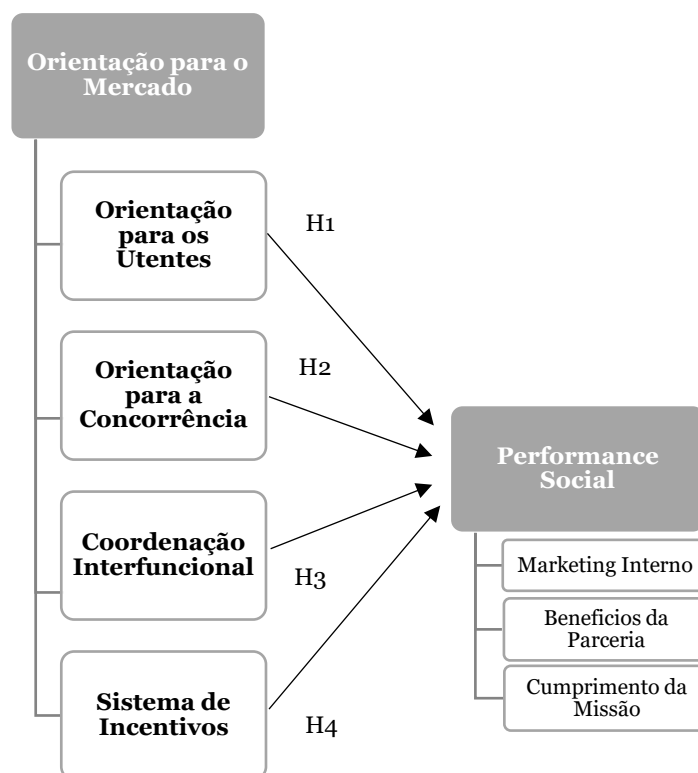 Orientação para o
Mercado
Orientação
para os
Utentes
H1
Orientação
para a
Concorrência
H2
Coordenação
Interfuncional
H3
Sistema de
Incentivos
H4
Performance
Social
Marketing Interno
Beneficios da
Parceria
Cumprimento da
Missão